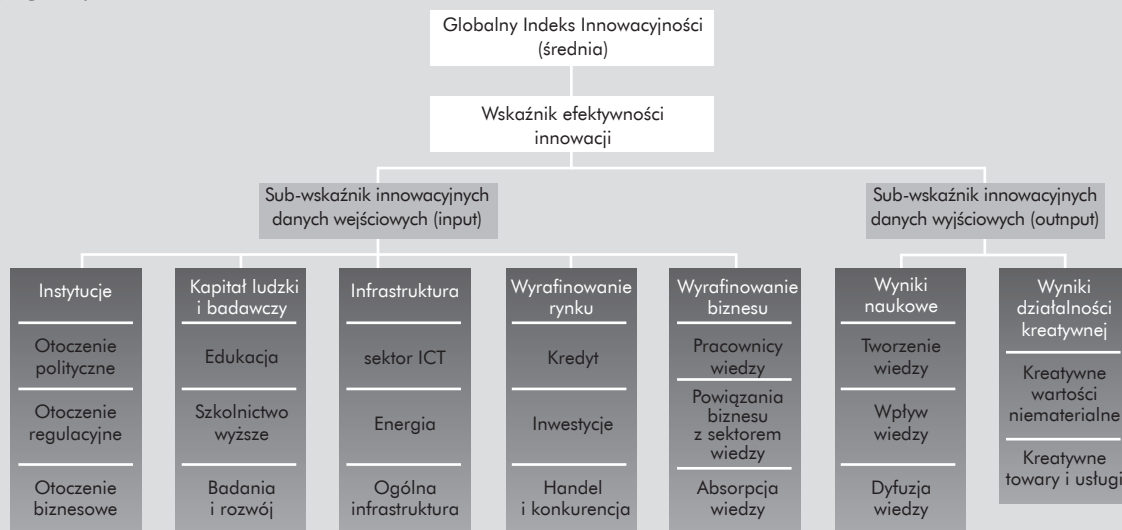 Globalny Indeks Innowacyjności
(średnia)
Wskaźnik efektywności
innowacji
Sub-wskaźnik innowacyjnych
danych wejściowych (input)
Sub-wskaźnik innowacyjnych
danych wyjściowych (outnput)
Instytucje
Otoczenie
polityczne
Otoczenie
regulacyjne
Otoczenie
biznesowe
Kapitał ludzki
i badawczy
Edukacja
Szkolnictwo
wyższe
Badania
i rozwój
Infrastruktura
sektor ICT
Energia
Ogólna
infrastruktura
Wyrafinowanie
rynku
Kredyt
Inwestycje
Handel
i konkurencja
Wyrafinowanie
biznesu
Pracownicy
wiedzy
Powiązania
biznesu
z sektorem
wiedzy
Absorpcja
wiedzy
Wyniki
naukowe
Tworzenie
wiedzy
Wpływ
wiedzy
Dyfuzja
wiedzy
Wyniki
działalności
kreatywnej
Kreatywne
wartości
niematerialne
Kreatywne
towary i usługi